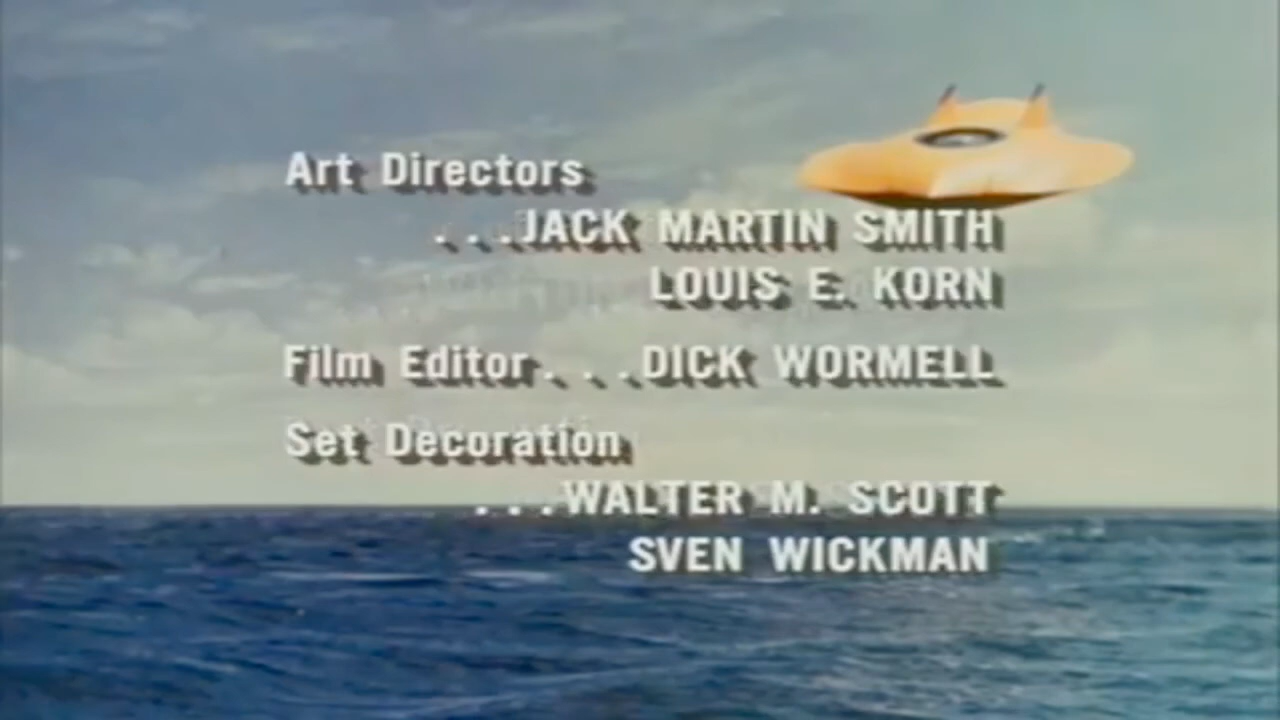 Art Directors
...JACK MARTIN SMITH
LOUIS E. KORN
Film Editor...DICK WORMELL
Set Decoration
...WALTER M. SCOTT
SVEN WICKMAN